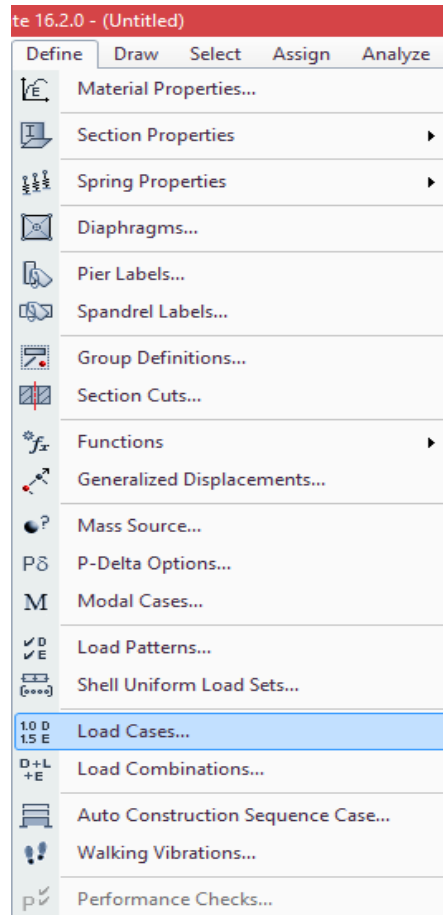 te 16.2.0 - (Untitled)
Define Draw Select Assign Analyze
E Material Properties...
I Section Properties
Spring Properties
Diaphragms...
Pier Labels...
Spandrel Labels...
Group Definitions...
Section Cuts...
fx Functions
Generalized Displacements...
? Mass Source...
Pδ P-Delta Options...
M Modal Cases...
D
E
Load Patterns...
Shell Uniform Load Sets...
1.0 D
1.5 E
Load Cases...
D+L
+E
Load Combinations...
Auto Construction Sequence Case...
Walking Vibrations...
P Performance Checks...